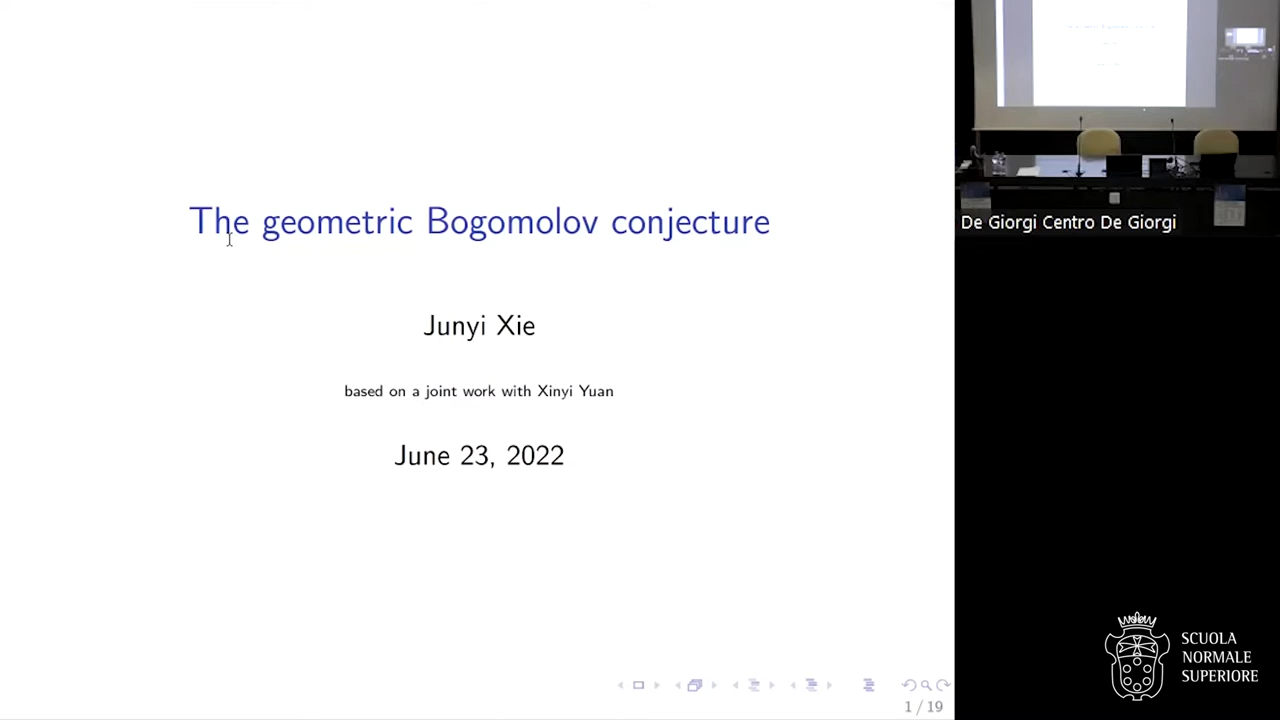 The geometric Bogomolov conjecture
Junyi Xie
based on a joint work with Xinyi Yuan
June 23, 2022
1 / 19
De Giorgi Centro De Giorgi
SCUOLA
NORMALE
SUPERIORE